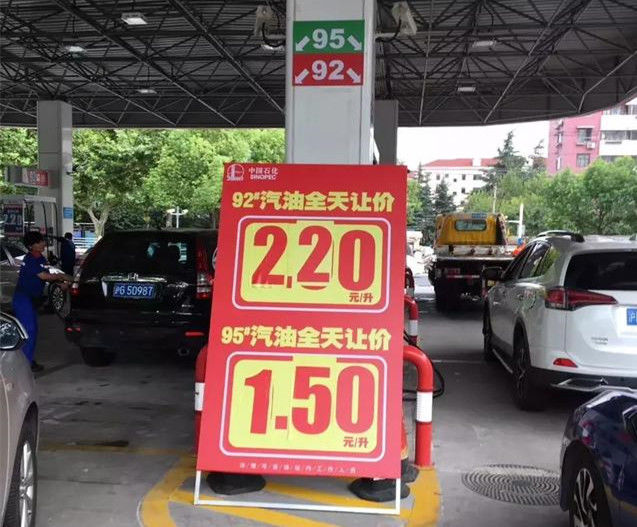 95
92
中国石化
SINOPEC
92#汽油全天让价
2.20
元/升
95#汽油全天让价
1.50
元/升
沪G 50987